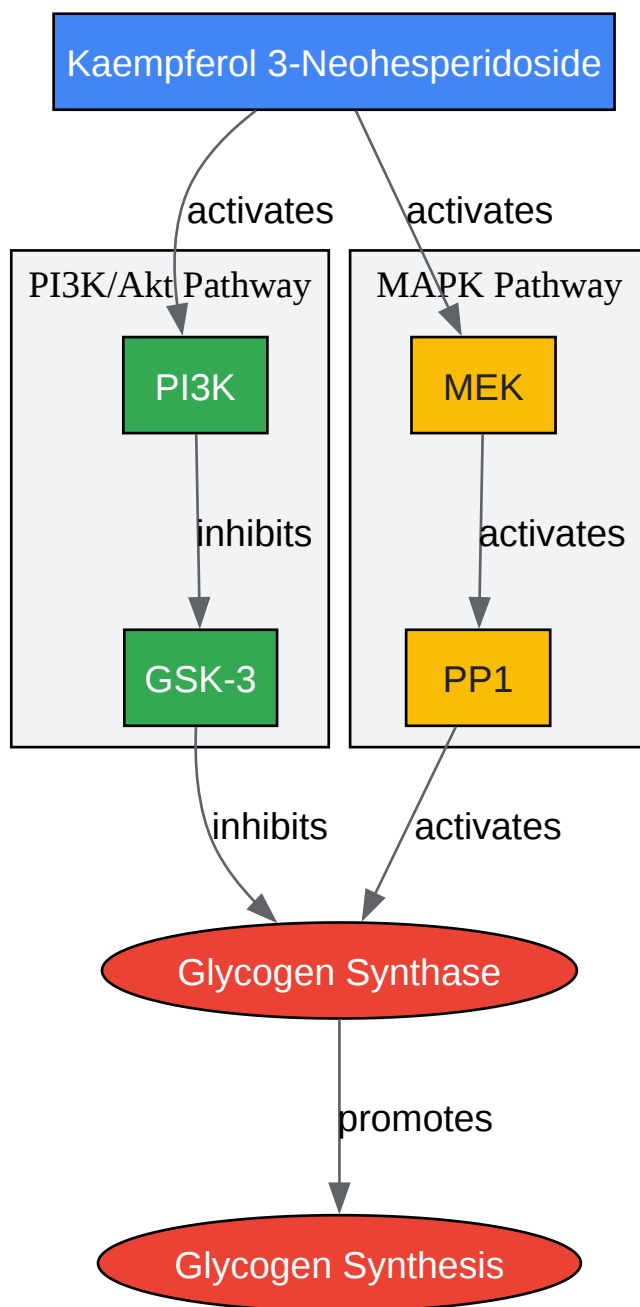 Kaempferol 3-Neohesperidoside
activates
activates
PI3K/Akt Pathway
MAPK Pathway
PI3K
MEK
inhibits
activates
GSK-3
PP1
inhibits
activates
Glycogen Synthase
promotes
Glycogen Synthesis